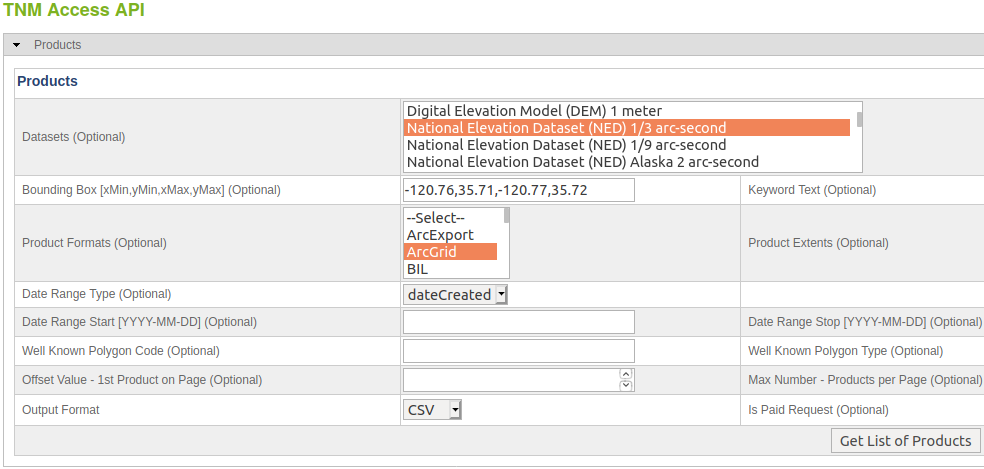 TNM Access API
Products
Products
Datasets (Optional)
Digital Elevation Model (DEM) 1 meter
National Elevation Dataset (NED) 1/3 arc-second
National Elevation Dataset (NED) 1/9 arc-second
National Elevation Dataset (NED) Alaska 2 arc-second
Bounding Box [xMin,yMin,xMax,yMax] (Optional) -120.76,35.71,-120.77,35.72 Keyword Text (Optional)
Product Formats (Optional)
--Select--
ArcExport
ArcGrid
BIL
Product Extents (Optional)
Date Range Type (Optional) dateCreated
Date Range Start [YYYY-MM-DD] (Optional) Date Range Stop [YYYY-MM-DD] (Optional)
Well Known Polygon Code (Optional) Well Known Polygon Type (Optional)
Offset Value - 1st Product on Page (Optional) Max Number - Products per Page (Optional)
Output Format CSV Is Paid Request (Optional)
Get List of Products